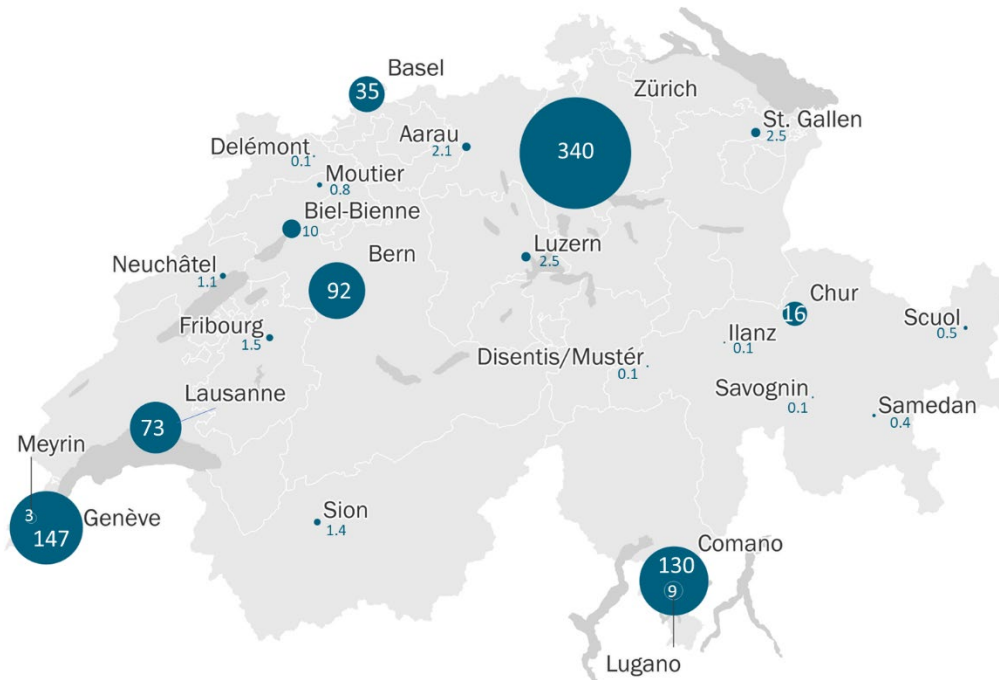 Basel
35
Zürich
340
St. Gallen
2.5
Aarau
2.1
Delémont
0.1
Moutier
0.8
Biel-Bienne
10
Bern
92
Luzern
2.5
Neuchâtel
1.1
Chur
16
Fribourg
1.5
Ilanz
0.1
Scuol
0.5
Disentis/Mustér
0.1
Savognin
0.1
Samedan
0.4
Lausanne
73
Meyrin
3
Genève
147
Sion
1.4
Comano
130
9
Lugano